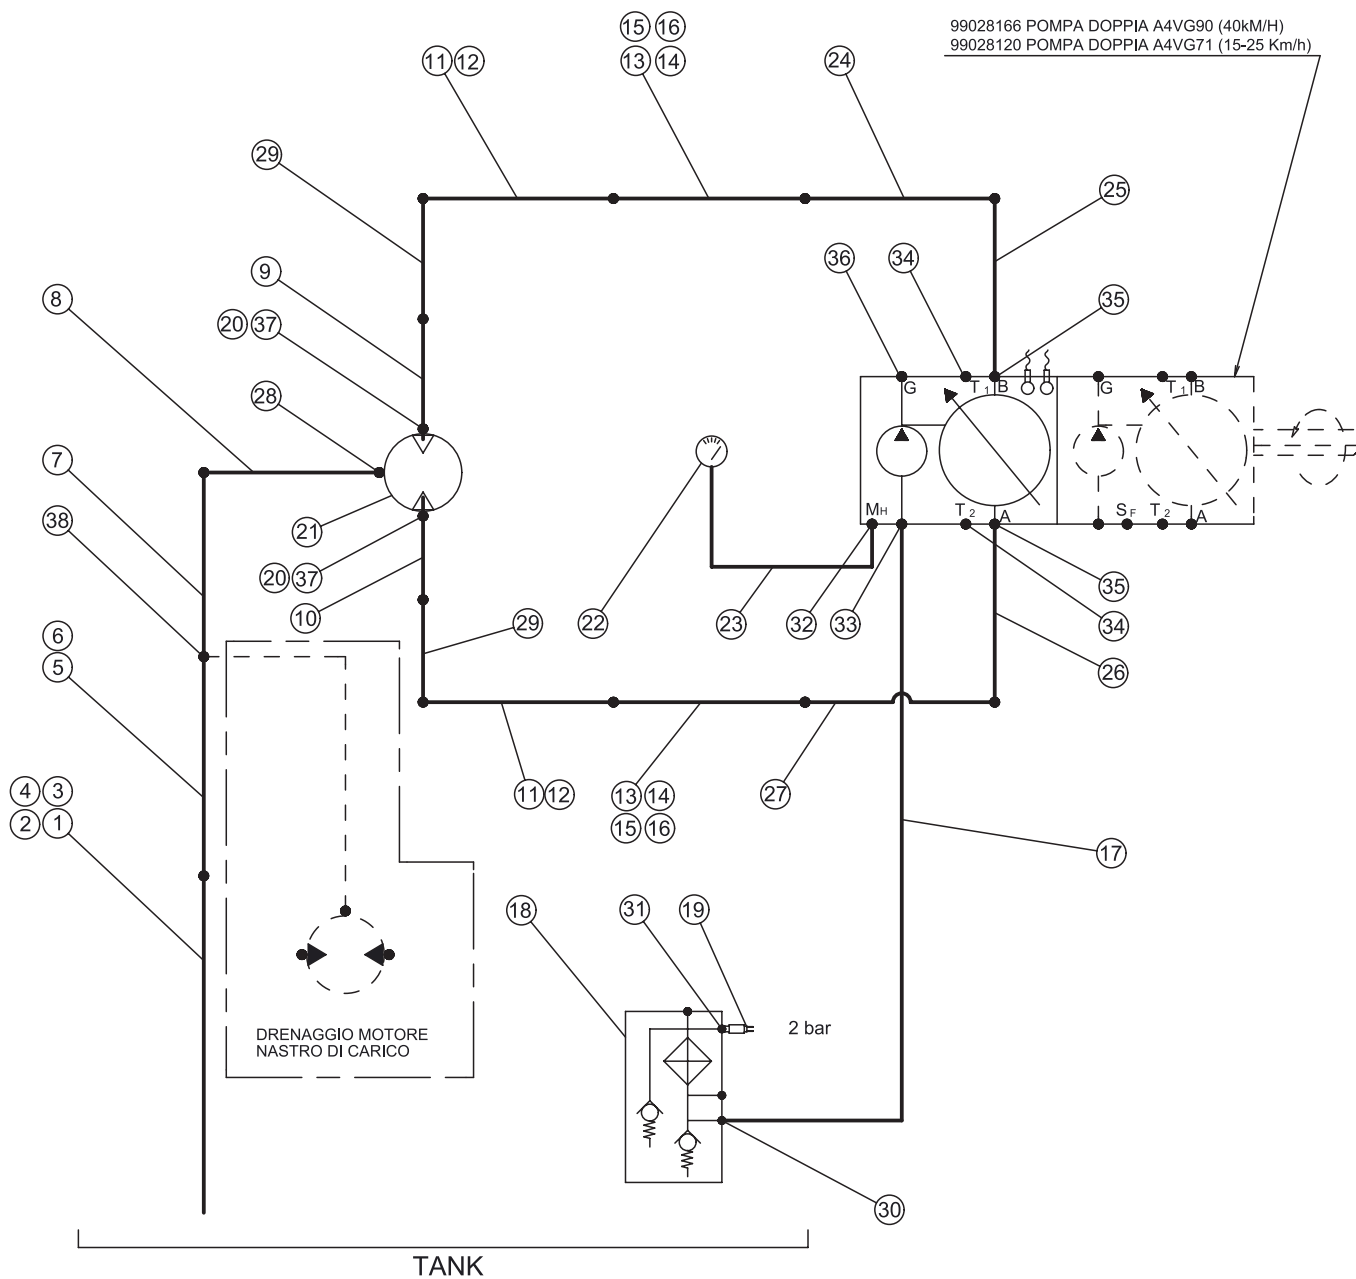 15 16
99028166 POMPA DOPPIA A4VG90 (40kM/H)
99028120 POMPA DOPPIA A4VG71 (15-25 Km/h)
11 12
13 14
24
29
25
36
34
9
8
35
20 37
G
T1
B
G
T1
B
28
7
38
21
MH
T2
A
SF
T2
A
20 37
35
10
29
22
23
32
33
34
6
5
26
4 3
2 1
11 12
13 14
15 16
27
17
18
31
19
2 bar
DRENAGGIO MOTORE
NASTRO DI CARICO
30
TANK